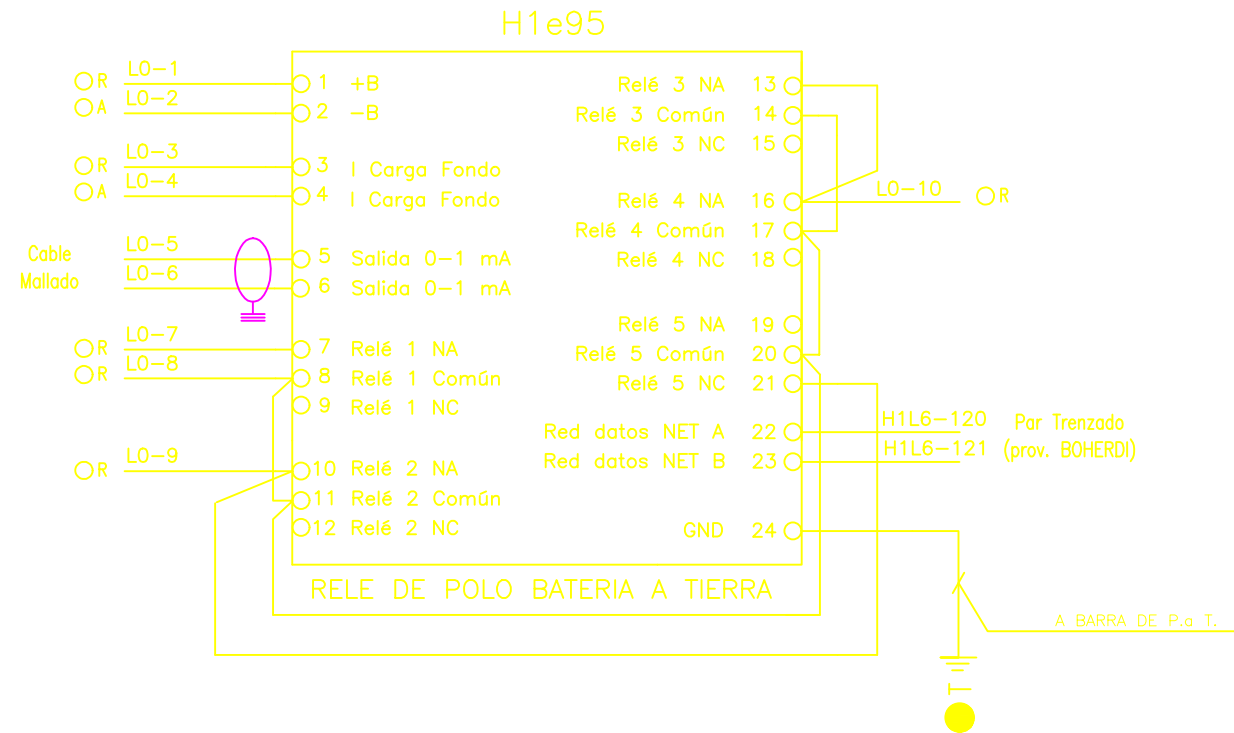 H1e95
R L0-1 1 +B
A L0-2 2 -B
R L0-3 3 I Carga Fondo
A L0-4 4 I Carga Fondo
Cable
Mallado
L0-5 5 Salida 0-1 mA
L0-6 6 Salida 0-1 mA
R L0-7 7 Relé 1 NA
R L0-8 8 Relé 1 Común
9 Relé 1 NC
R L0-9 10 Relé 2 NA
11 Relé 2 Común
12 Relé 2 NC
Relé 3 NA 13
Relé 3 Común 14
Relé 3 NC 15
Relé 4 NA 16 L0-10 R
Relé 4 Común 17
Relé 4 NC 18
Relé 5 NA 19
Relé 5 Común 20
Relé 5 NC 21
Red datos NET A 22 H1L6-120
Red datos NET B 23 H1L6-121
Par Trenzado
(prov. BOHERDI)
GND 24
RELE DE POLO BATERIA A TIERRA
A BARRA DE P.a T.
T